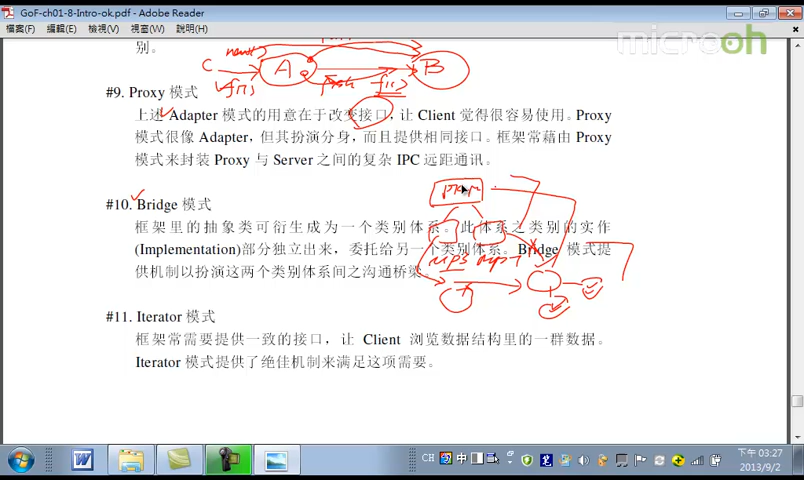 GoF-ch01-8-Intro-ok.pdf - Adobe Reader
檔案(F) 編輯(E) 檢視(V) 視窗(W) 說明(H)
microoh
别。
C A B
f() f()
#9. Proxy 模式
上述 Adapter 模式的用意在于改变接口，让 Client 觉得很容易使用。Proxy
模式很像 Adapter，但其扮演分身，而且提供相同接口。框架常藉由 Proxy
模式来封装 Proxy 与 Server 之间的复杂 IPC 远距通讯。
#10. Bridge 模式
框架里的抽象类可衍生成为一个类别体系。此体系之类别的实作
(Implementation)部分独立出来，委托给另一个类别体系。Bridge 模式提
供机制以扮演这两个类别体系间之沟通桥梁。
mp3
#11. Iterator 模式
框架常需要提供一致的接口，让 Client 浏览数据结构里的一群数据。
Iterator 模式提供了绝佳机制来满足这项需要。
CH 中
下午 03:27
2013/9/2